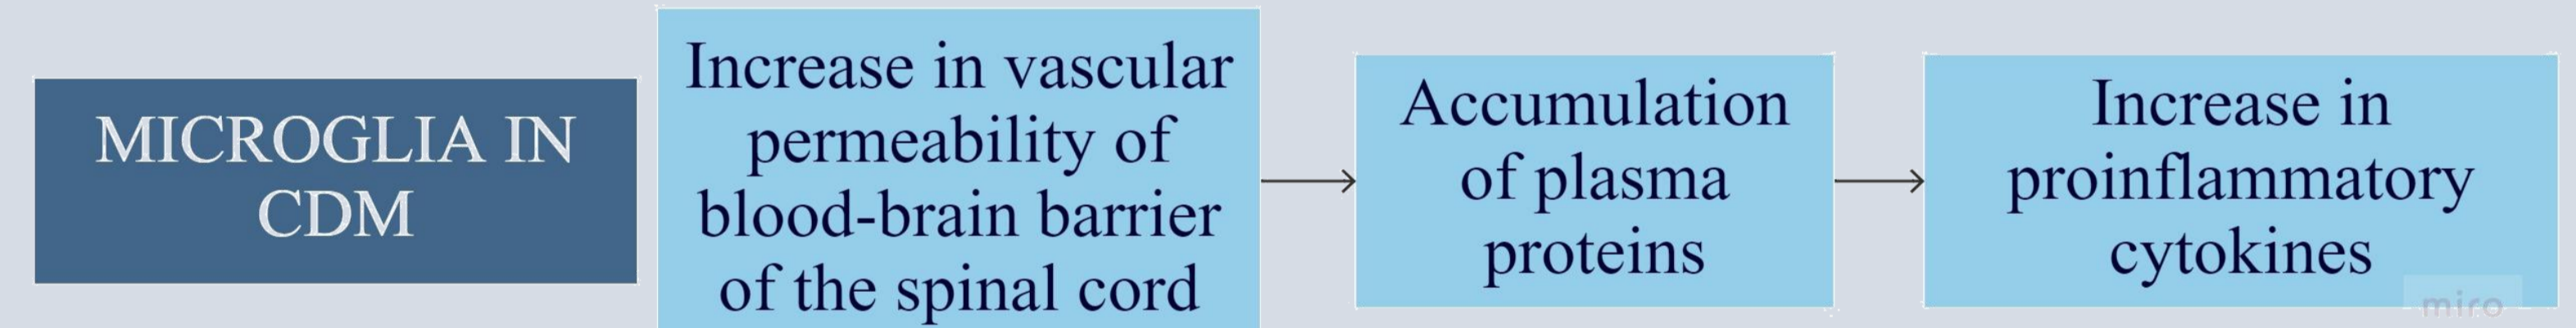 MICROGLIA IN
CDM
Increase in vascular
permeability of
blood-brain barrier
of the spinal cord
Accumulation
of plasma
proteins
Increase in
proinflammatory
cytokines
miro